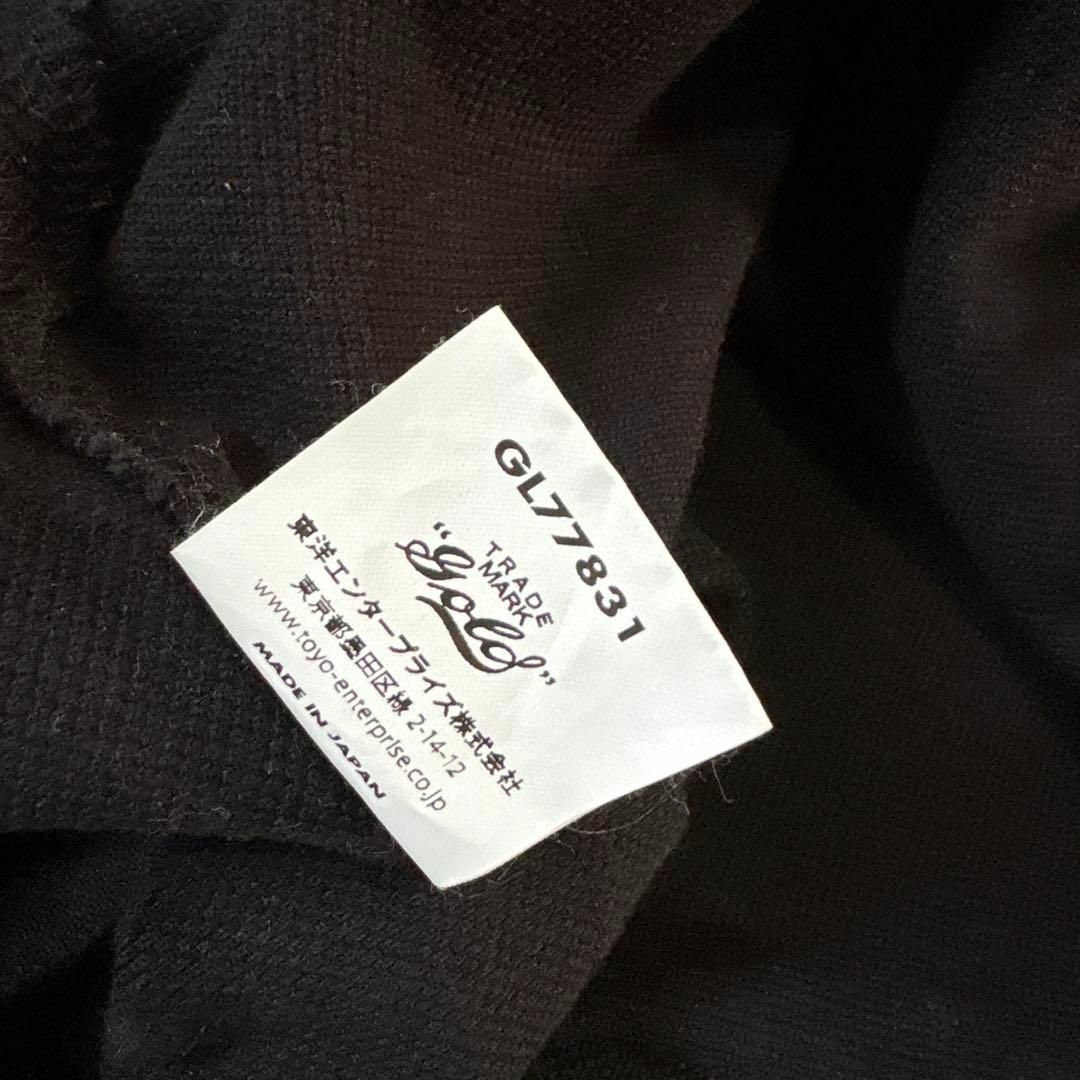 GL77831
TRADE
MARK
“Gold”
東洋エンタープライズ株式会社
東京都墨田区緑 2-14-12
www.toyo-enterprise.co.jp
MADE IN JAPAN